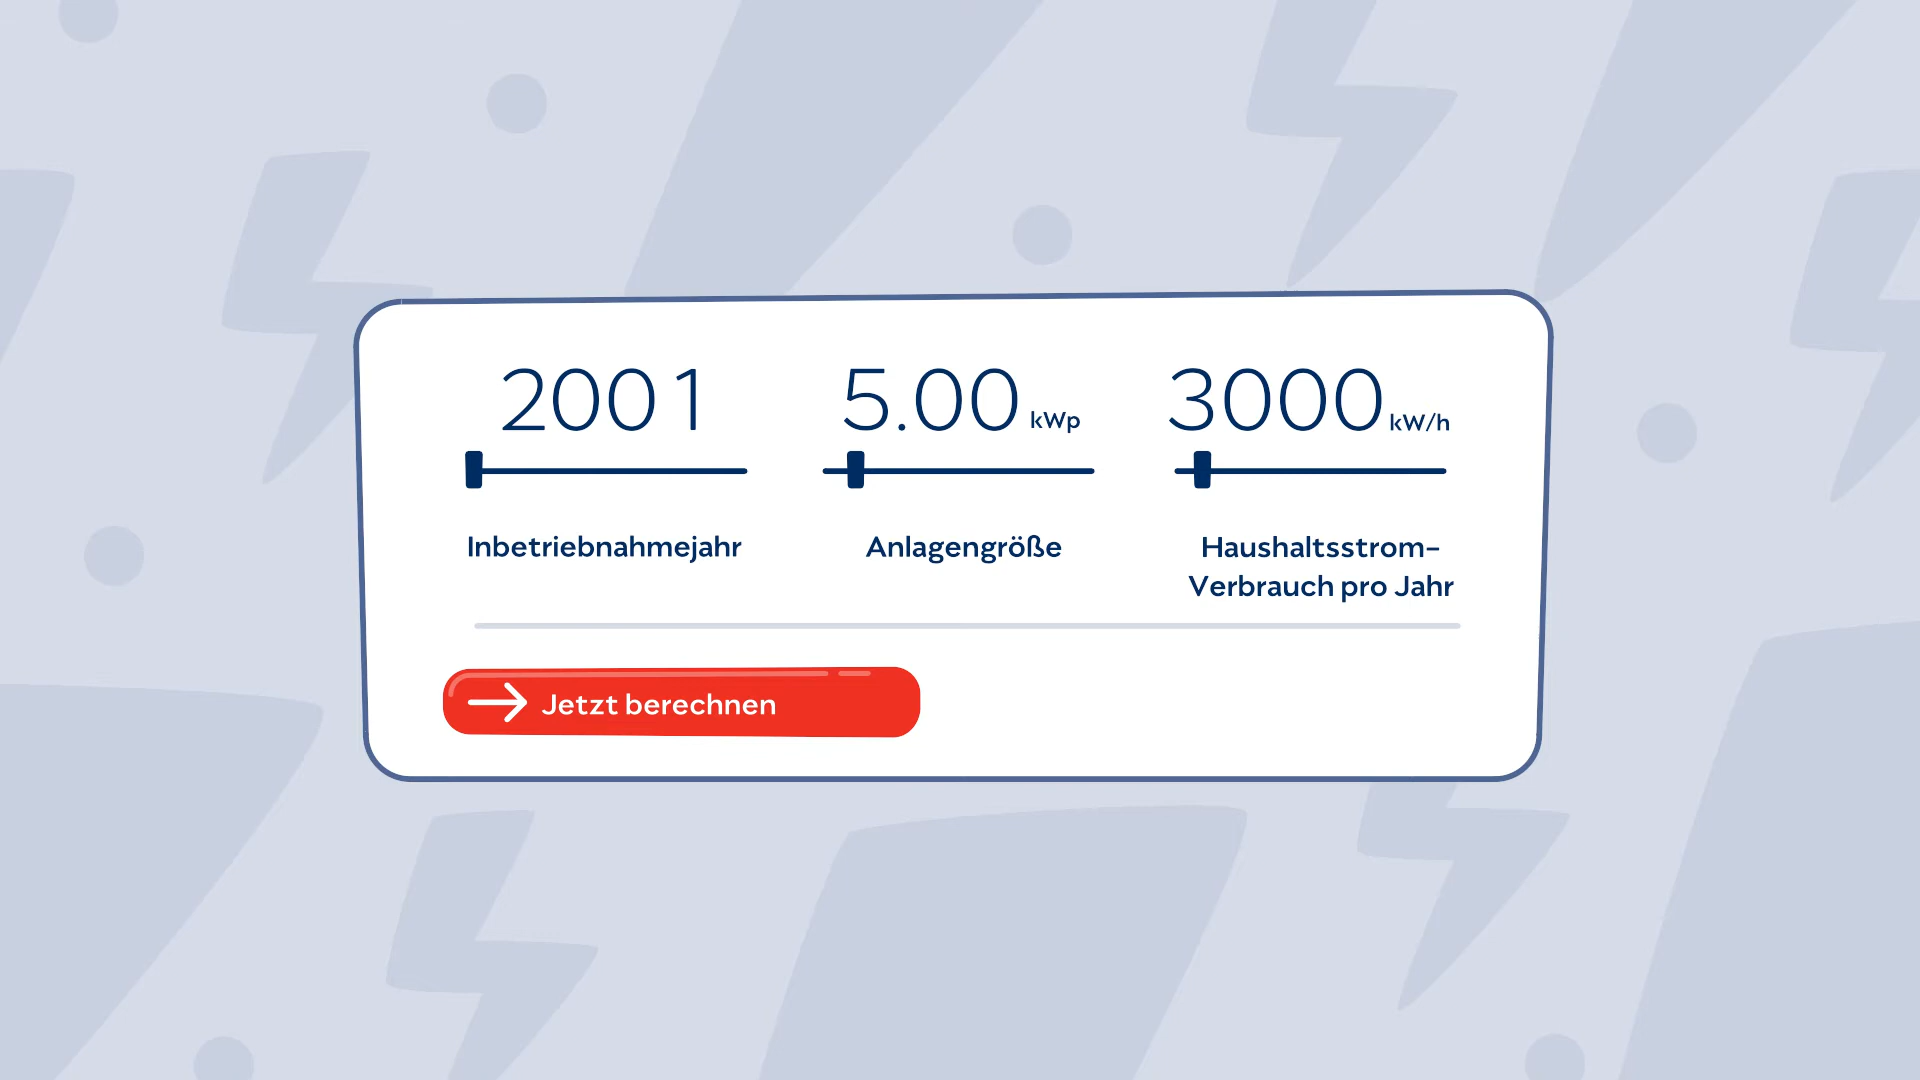 2001
5.00 kWp
3000 kW/h
Inbetriebnahmejahr
Anlagengröße
Haushaltsstrom-
Verbrauch pro Jahr
Jetzt berechnen